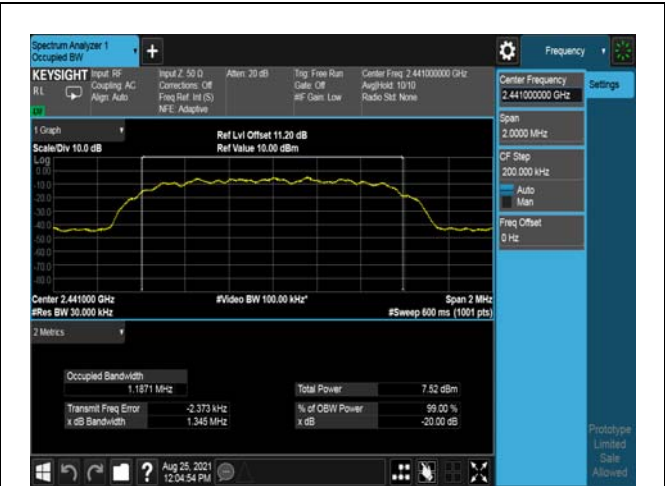 Spectrum Analyzer 1
Occupied BW
+
Frequency
KEYSIGHT
RL
Input: RF
Coupling: AC
Align: Auto
Input Z: 50 Ω
Corrections: Off
Freq Ref: Int (S)
NFE: Adaptive
Atten: 20 dB
Trig: Free Run
Gate: Off
#IF Gain: Low
Center Freq: 2.441000000 GHz
Avg|Hold: 10/10
Radio Std: None
Center Frequency
2.441000000 GHz
Settings
Span
2.0000 MHz
CF Step
200.000 kHz
Auto
Man
Freq Offset
0 Hz
1 Graph
Scale/Div 10.0 dB
Ref Lvl Offset 11.20 dB
Ref Value 10.00 dBm
Log
0.00
-10.0
-20.0
-30.0
-40.0
-50.0
-60.0
-70.0
-80.0
Center 2.441000 GHz
#Res BW 30.000 kHz
#Video BW 100.00 kHz*
Span 2 MHz
#Sweep 600 ms (1001 pts)
2 Metrics
Occupied Bandwidth
1.1871 MHz
Total Power 7.52 dBm
Transmit Freq Error -2.373 kHz
% of OBW Power 99.00 %
x dB Bandwidth 1.345 MHz
x dB -20.00 dB
Aug 25, 2021
12:04:54 PM
?
Prototype
Limited
Sale
Allowed